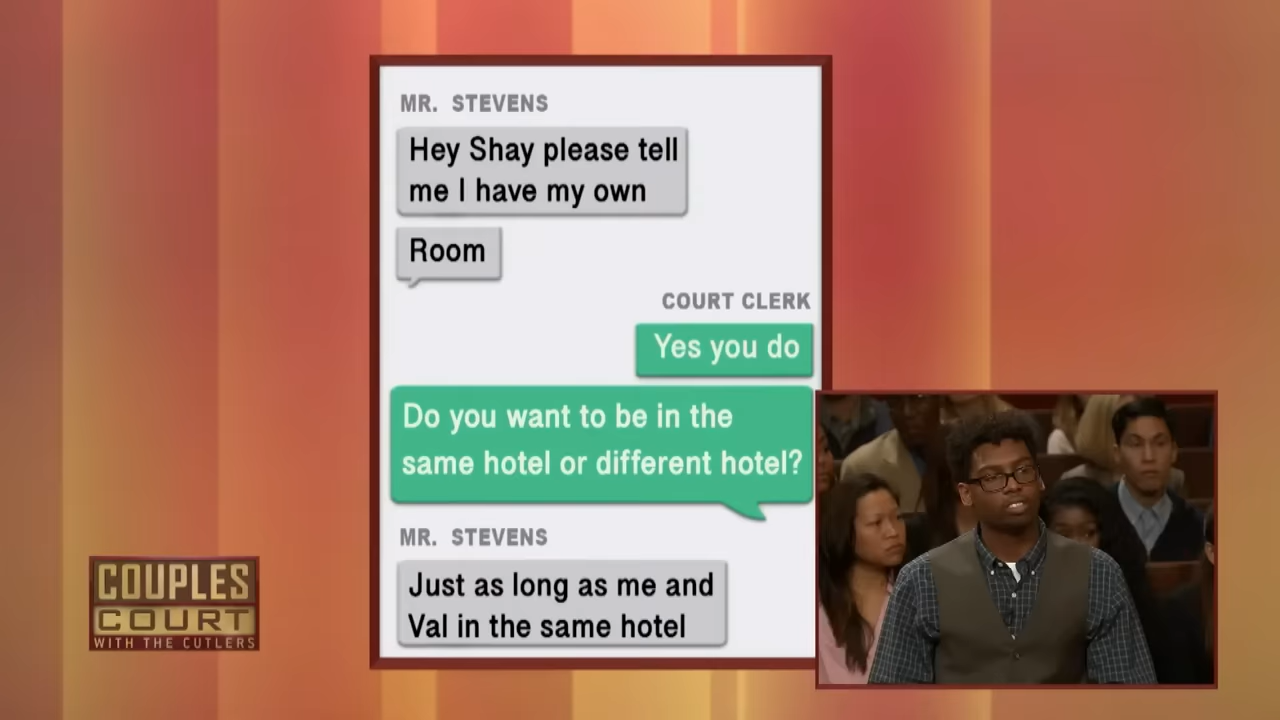 MR. STEVENS
Hey Shay please tell
me I have my own
Room
COURT CLERK
Yes you do
Do you want to be in the
same hotel or different hotel?
MR. STEVENS
Just as long as me and
Val in the same hotel
COUPLES
COURT
WITH THE CUTLERS